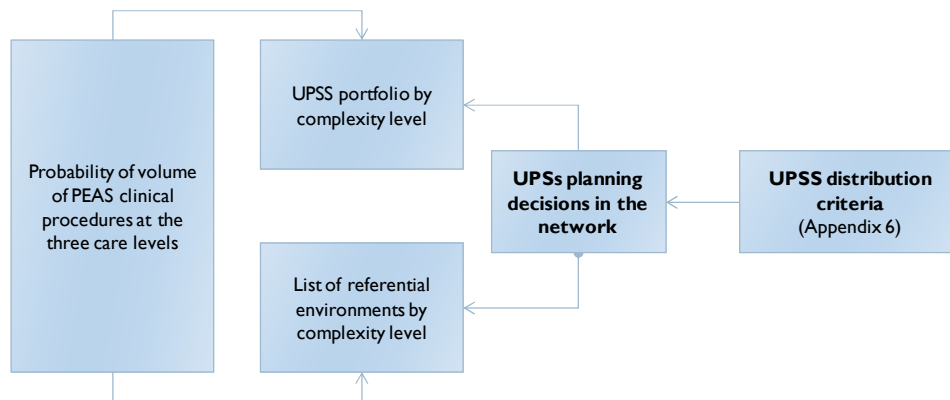 Probability of volume
of PEAS clinical
procedures at the
three care levels
UPSS portfolio by
complexity level
List of referential
environments by
complexity level
UPSs planning
decisions in the
network
UPSS distribution
criteria
(Appendix 6)